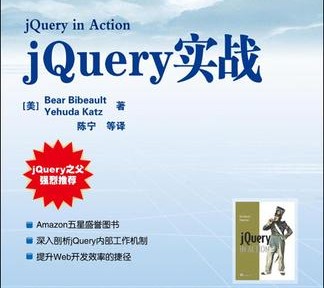 jQuery in Action
jQuery实战
[美] Bear Bibeault 著
Yehuda Katz
陈宁 等译
jQuery之父
强烈推荐
Amazon五星盛誉图书
深入剖析jQuery内部工作机制
提升Web开发效率的捷径
jQuery
IN ACTION